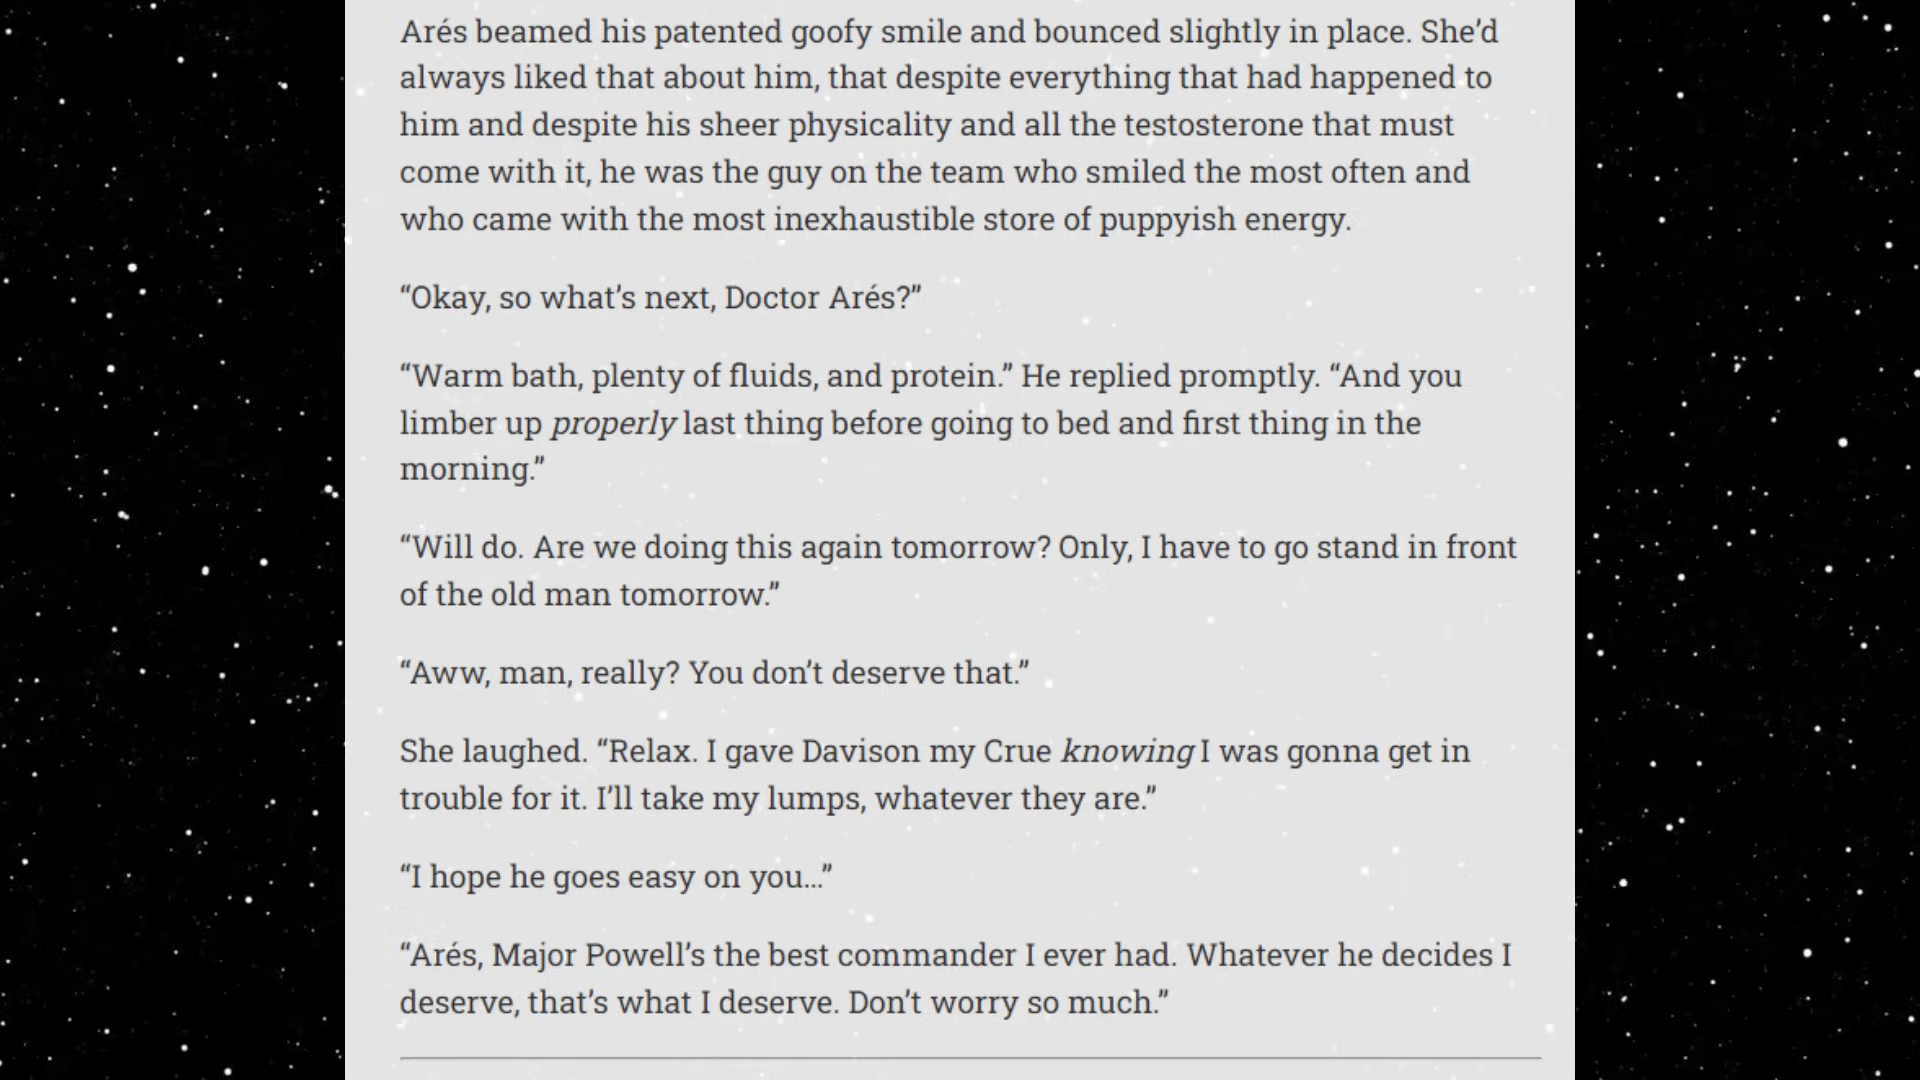 Arés beamed his patented goofy smile and bounced slightly in place. She’d
always liked that about him, that despite everything that had happened to
him and despite his sheer physicality and all the testosterone that must
come with it, he was the guy on the team who smiled the most often and
who came with the most inexhaustible store of puppyish energy.
“Okay, so what’s next, Doctor Arés?”
“Warm bath, plenty of fluids, and protein.” He replied promptly. “And you
limber up properly last thing before going to bed and first thing in the
morning.”
“Will do. Are we doing this again tomorrow? Only, I have to go stand in front
of the old man tomorrow.”
“Aww, man, really? You don’t deserve that.”
She laughed. “Relax. I gave Davison my Crue knowing I was gonna get in
trouble for it. I’ll take my lumps, whatever they are.”
“I hope he goes easy on you…”
“Arés, Major Powell’s the best commander I ever had. Whatever he decides I
deserve, that’s what I deserve. Don’t worry so much.”